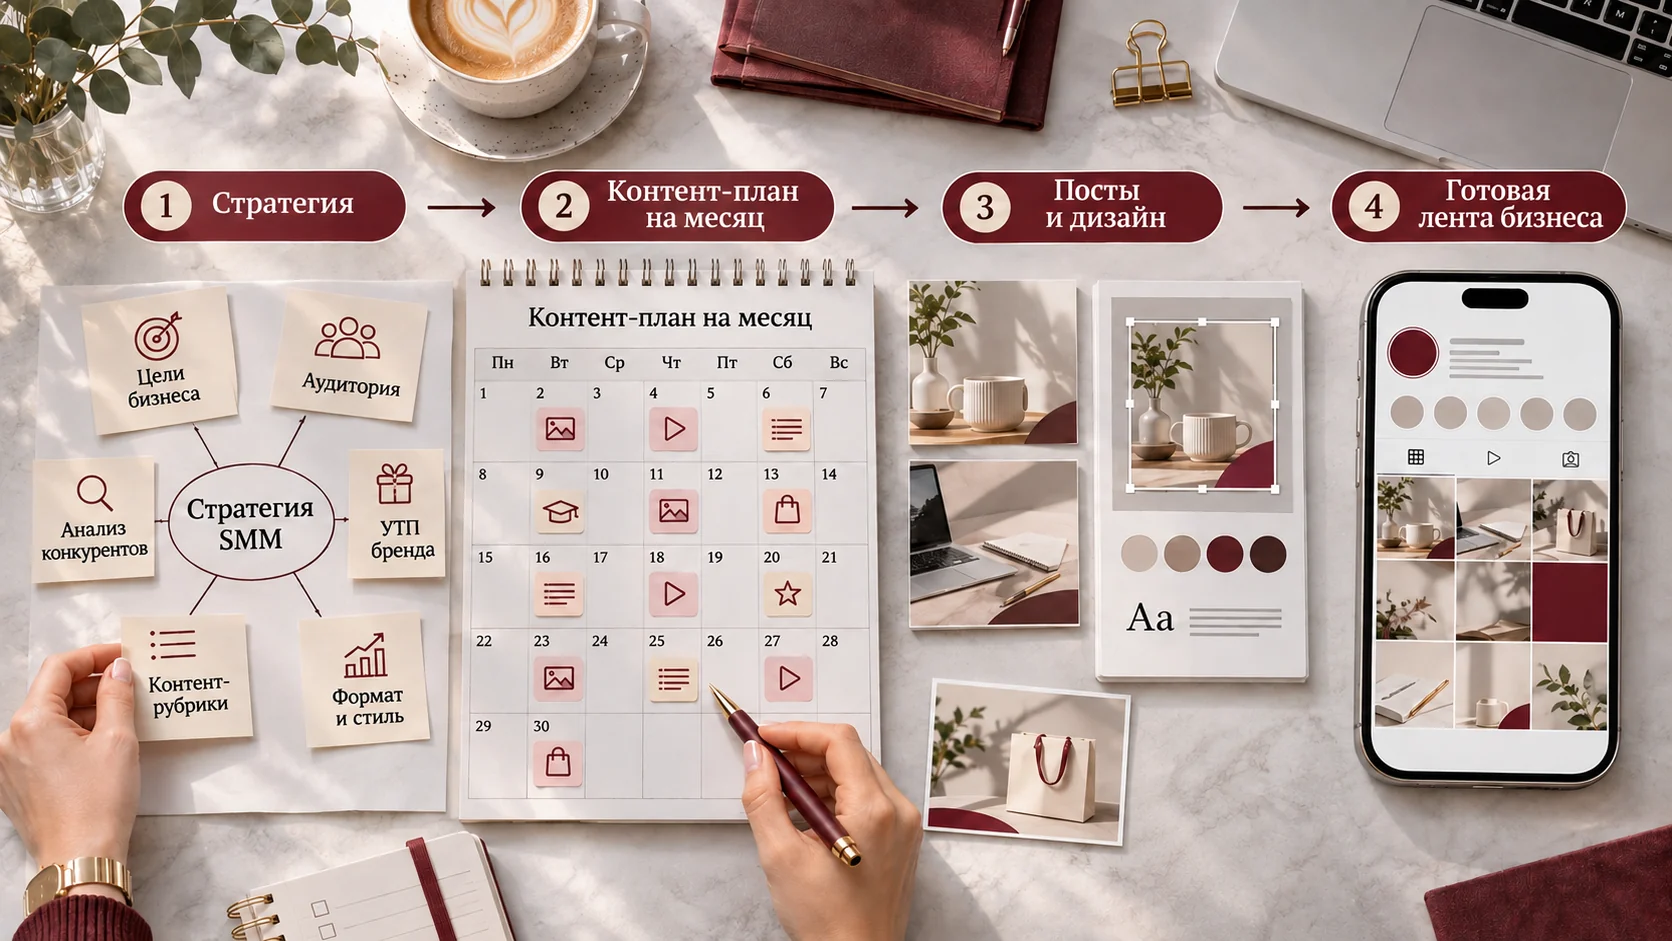 1 Стратегия
2 Контент-план
на месяц
3 Посты
и дизайн
4 Готовая
лента бизнеса
Цели
бизнеса
Аудитория
Анализ
конкурентов
Стратегия
SMM
УТП
бренда
Контент-
рубрики
Формат
и стиль
Контент-план на месяц
Пн Вт Ср Чт Пт Сб Вс
1 2 3 4 5 6 7
8 9 10 11 12 13 14
15 16 17 18 19 20 21
22 23 24 25 26 27 28
29 30
Aa